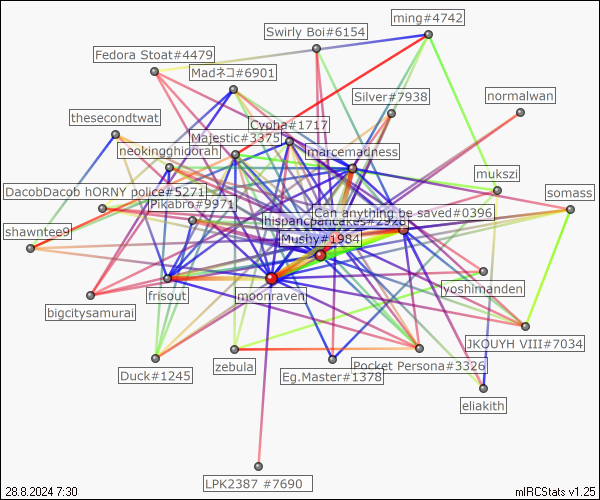 ming#4742
Swirly Boi#6154
Fedora Stoat#4479
Madネコ#6901
Silver#7938
normalwan
thesecondtwat
Cypha#1717
Majestic#3375
neokingghidorah
marcemadness
mukszi
DacobDacob hORNY police#5271
somass
Pikabro#9971
Can anything be saved#0396
hispanicpancakes#2928
shawntee9
Mushy#1984
yoshimanden
frisout
moonraven
bigcitysamurai
JKOUYH VIII#7034
zebula
Pocket Persona#3326
Duck#1245
Eg.Master#1378
eliakith
LPK2387 #7690
28.8.2024 7:30
mIRCStats v1.25